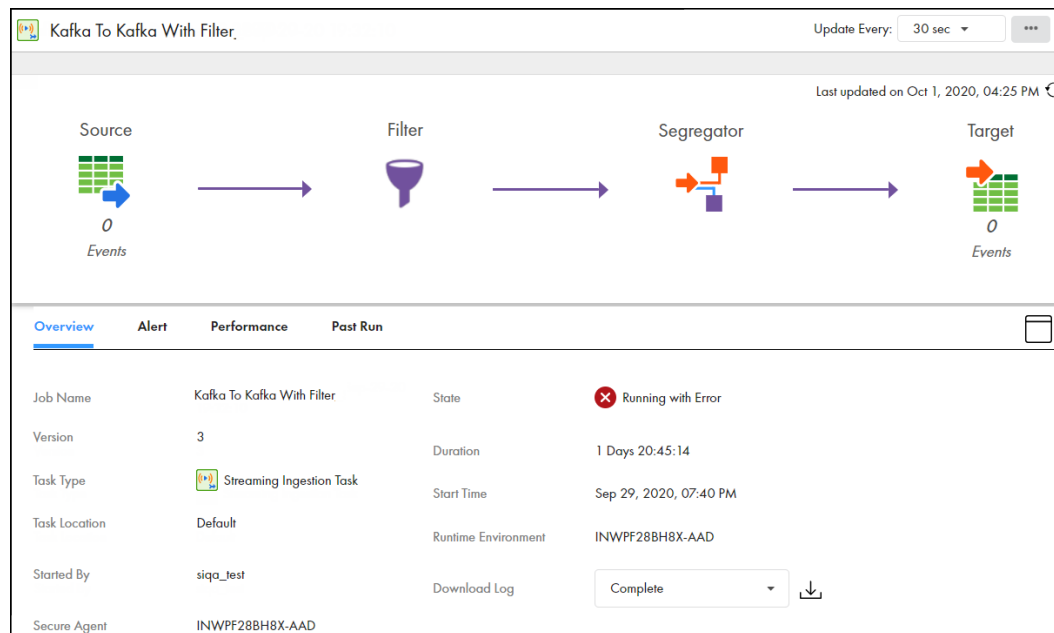 Kafka To Kafka With Filter
Update Every: 30 sec
Last updated on Oct 1, 2020, 04:25 PM
Source Filter Segregator Target
0 0
Events Events
Overview Alert Performance Past Run
Job Name Kafka To Kafka With Filter State Running with Error
Version 3
Duration 1 Days 20:45:14
Task Type Streaming Ingestion Task
Start Time Sep 29, 2020, 07:40 PM
Task Location Default
Runtime Environment INWPF28BH8X-AAD
Started By siqa_test
Download Log Complete
Secure Agent INWPF28BH8X-AAD